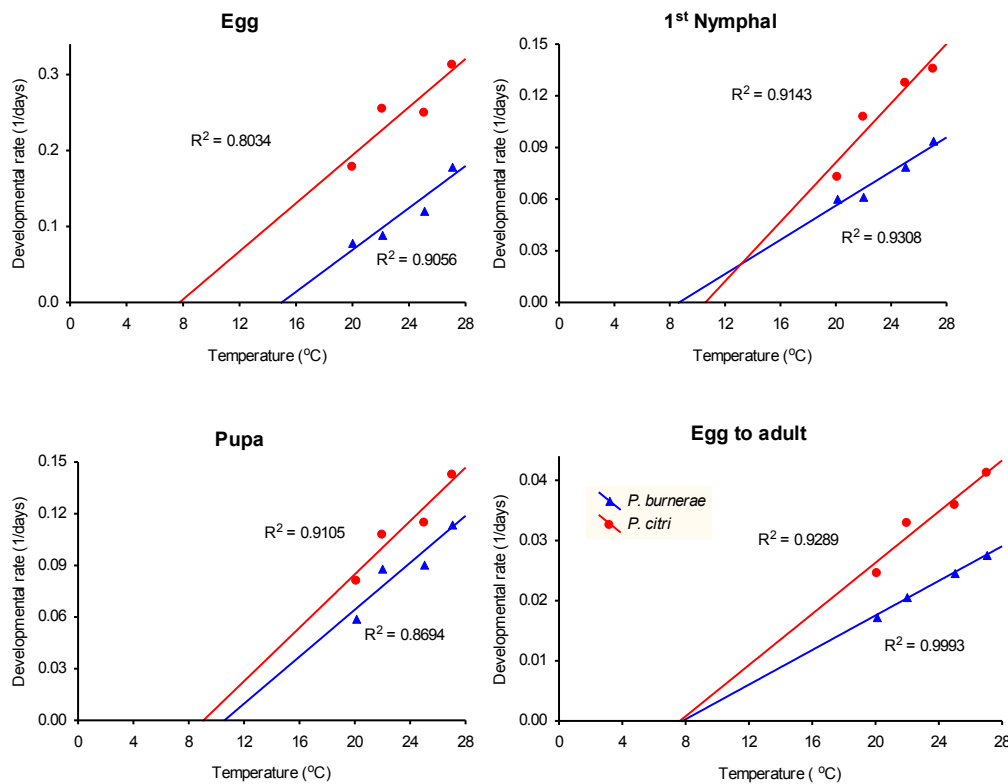 Egg
Developmental rate (1/days)
0.3
0.2
0.1
0.0
R² = 0.8034
R² = 0.9056
0 4 8 12 16 20 24 28
Temperature (°C)
1st Nymphal
Developmental rate (1/days)
0.15
0.12
0.09
0.06
0.03
0.00
R² = 0.9143
R² = 0.9308
0 4 8 12 16 20 24 28
Temperature (°C)
Pupa
Developmental rate (1/days)
0.15
0.12
0.09
0.06
0.03
0.00
R² = 0.9105
R² = 0.8694
0 4 8 12 16 20 24 28
Temperature (°C)
Egg to adult
Developmental rate (1/days)
0.04
0.03
0.02
0.01
0.00
P. burnerae
P. citri
R² = 0.9289
R² = 0.9993
0 4 8 12 16 20 24 28
Temperature ( °C)